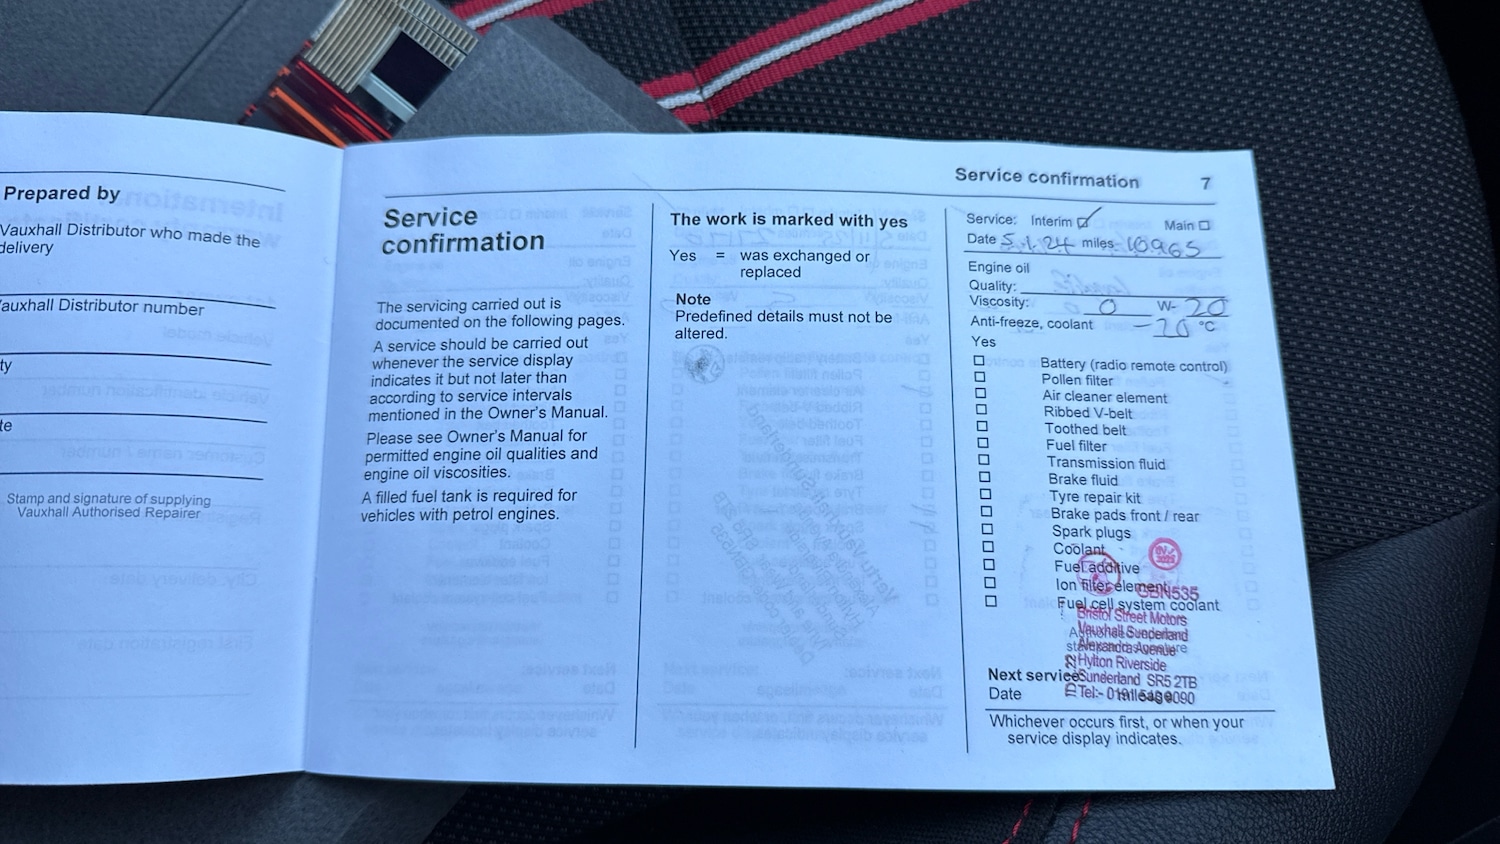 Prepared by
Vauxhall Distributor who made the
delivery
Vauxhall Distributor number
ty
te
Stamp and signature of supplying
Vauxhall Authorised Repairer
Service confirmation 7
Service
confirmation
The servicing carried out is
documented on the following pages.
A service should be carried out
whenever the service display
indicates it but not later than
according to service intervals
mentioned in the Owner's Manual.
Please see Owner's Manual for
permitted engine oil qualities and
engine oil viscosities.
A filled fuel tank is required for
vehicles with petrol engines.
The work is marked with yes
Yes = was exchanged or
replaced
Note
Predefined details must not be
altered.
Service: Interim Main
Date 5.1.24 miles 10965
Engine oil
Quality:
Viscosity: 0 W- 20
Anti-freeze, coolant -20 °C
Yes
Battery (radio remote control)
Pollen filter
Air cleaner element
Ribbed V-belt
Toothed belt
Fuel filter
Transmission fluid
Brake fluid
Tyre repair kit
Brake pads front / rear
Spark plugs
Coolant
Fuel additive
Ion filter element
GBN535
Fuel cell system coolant
Bristol Street Motors
Vauxhall Sunderland
Alexandra Avenue
Hylton Riverside
Next service Sunderland SR5 2TB
Date mileage
Tel:- 0191 549 9090
Whichever occurs first, or when your
service display indicates.